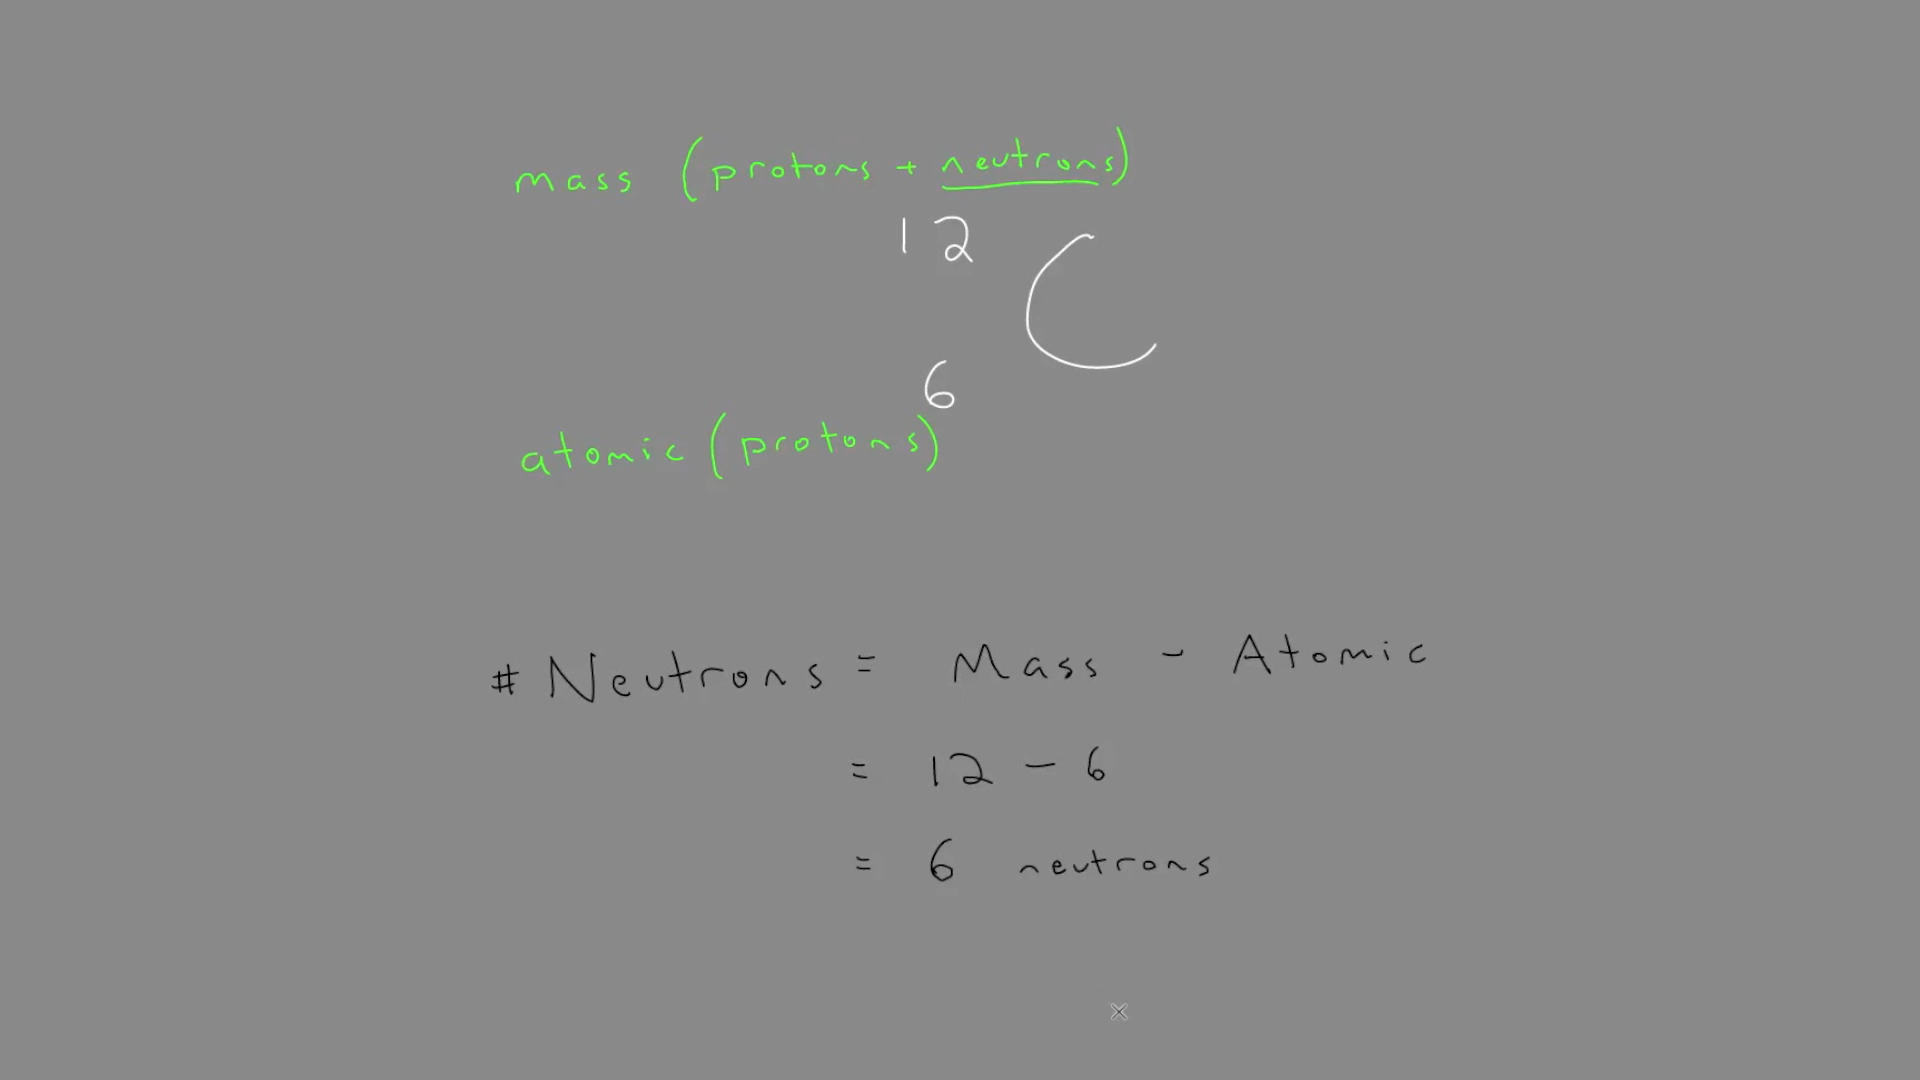 mass (protons + neutrons)
12
C
6
atomic (protons)
# Neutrons = Mass - Atomic
= 12 - 6
= 6 neutrons